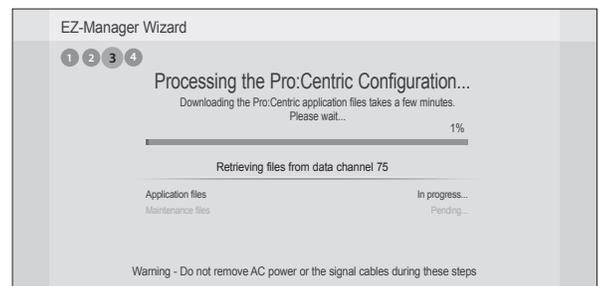 EZ-Manager Wizard
1 2 3 4
Processing the Pro:Centric Configuration...
Downloading the Pro:Centric application files takes a few minutes.
Please wait...
1%
Retrieving files from data channel 75
Application files In progress...
Maintenance files Pending...
Warning - Do not remove AC power or the signal cables during these steps